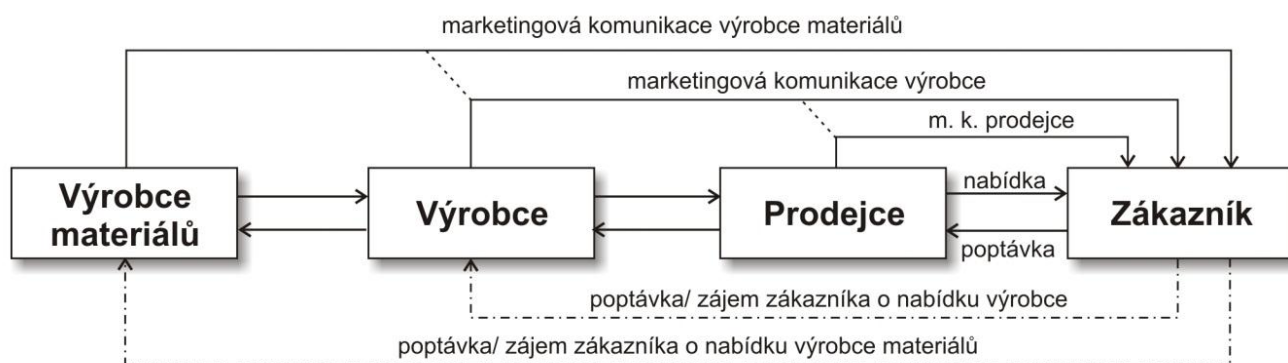 marketingová komunikace výrobce materiálů
marketingová komunikace výrobce
m. k. prodejce
Výrobce
materiálů
Výrobce
Prodejce
nabídka
poptávka
Zákazník
poptávka/ zájem zákazníka o nabídku výrobce
poptávka/ zájem zákazníka o nabídku výrobce materiálů